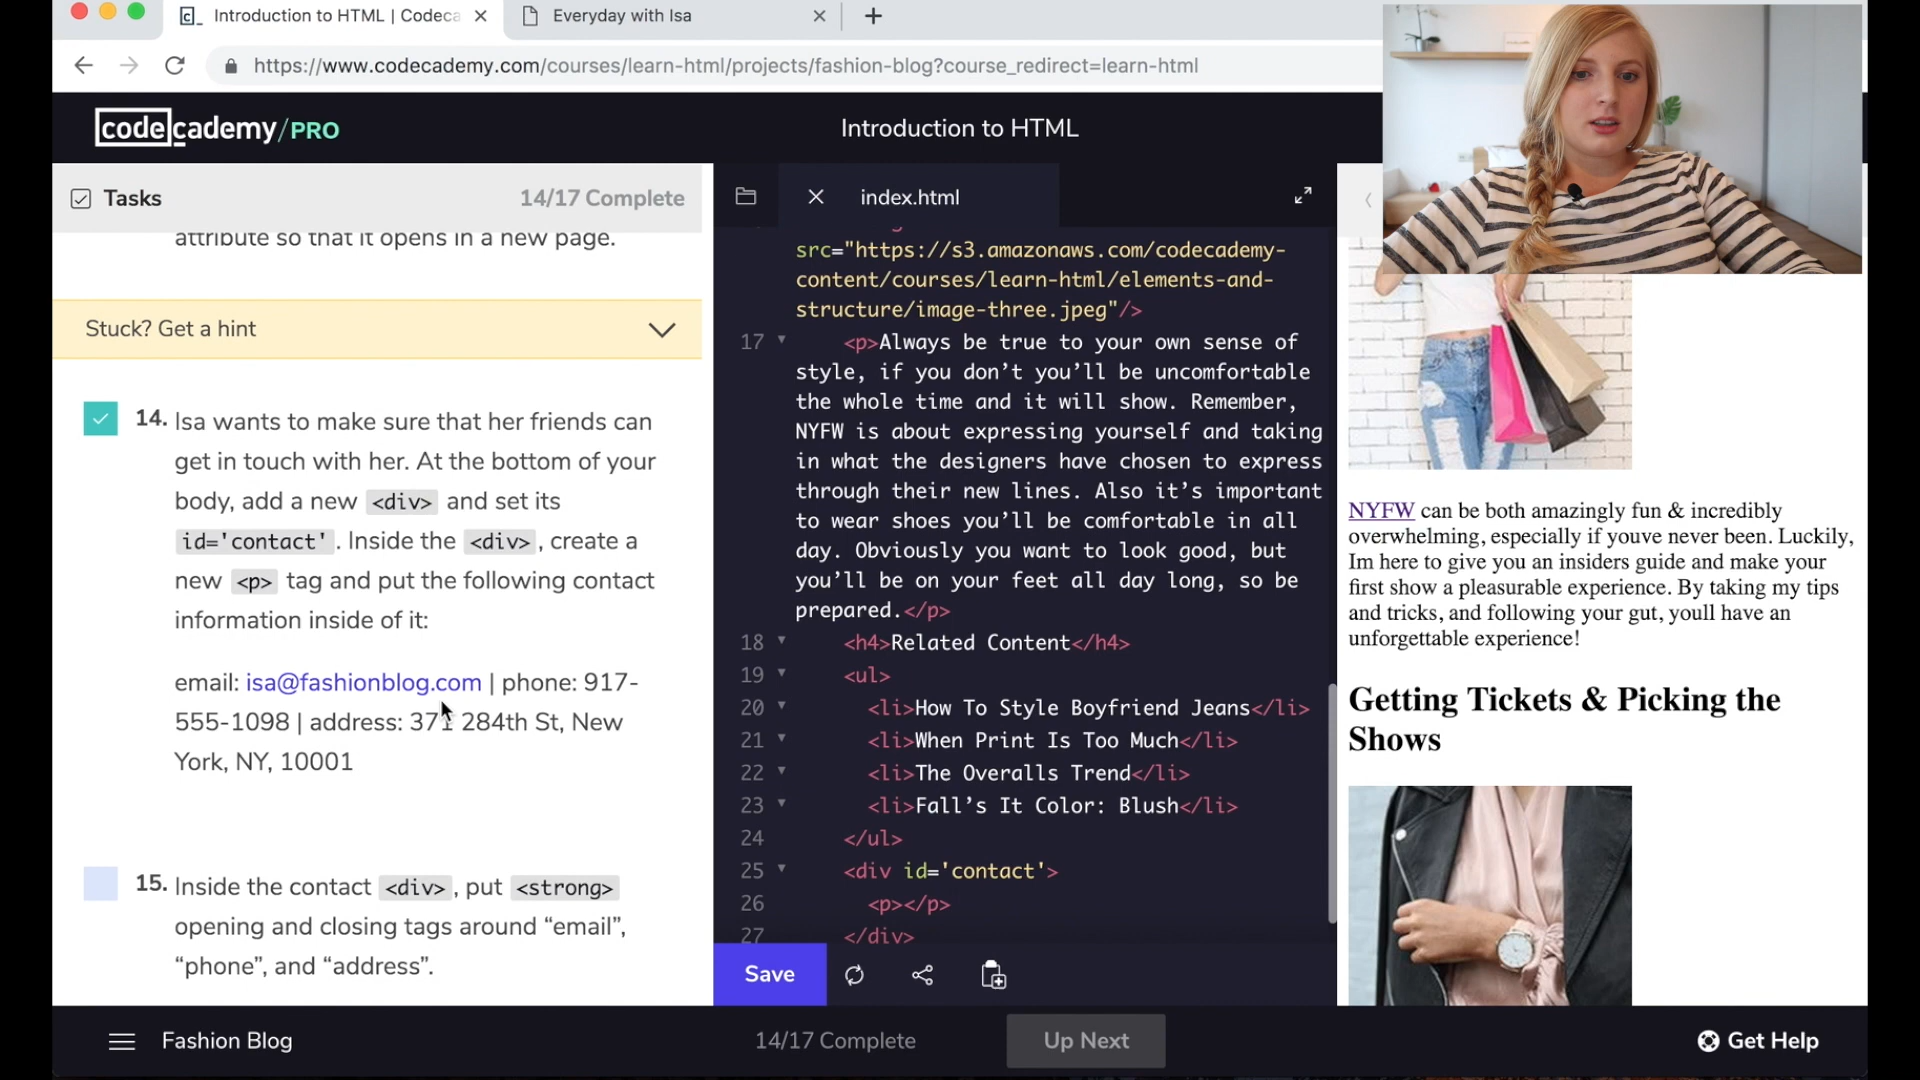 Introduction to HTML | Codeca
Everyday with Isa
https://www.codecademy.com/courses/learn-html/projects/fashion-blog?course_redirect=learn-html
codecademy/PRO
Introduction to HTML
Tasks
14/17 Complete
attribute so that it opens in a new page.
Stuck? Get a hint
14. Isa wants to make sure that her friends can
get in touch with her. At the bottom of your
body, add a new <div> and set its
id='contact'. Inside the <div>, create a
new <p> tag and put the following contact
information inside of it:
email: isa@fashionblog.com | phone: 917-
555-1098 | address: 371 284th St, New
York, NY, 10001
15. Inside the contact <div>, put <strong>
opening and closing tags around “email”,
“phone”, and “address”.
index.html
src="https://s3.amazonaws.com/codecademy-
content/courses/learn-html/elements-and-
structure/image-three.jpeg"/>
17 <p>Always be true to your own sense of
style, if you don’t you’ll be uncomfortable
the whole time and it will show. Remember,
NYFW is about expressing yourself and taking
in what the designers have chosen to express
through their new lines. Also it’s important
to wear shoes you’ll be comfortable in all
day. Obviously you want to look good, but
you’ll be on your feet all day long, so be
prepared.</p>
18 <h4>Related Content</h4>
19 <ul>
20 <li>How To Style Boyfriend Jeans</li>
21 <li>When Print Is Too Much</li>
22 <li>The Overalls Trend</li>
23 <li>Fall’s It Color: Blush</li>
24 </ul>
25 <div id='contact'>
26 <p></p>
27 </div>
Save
NYFW can be both amazingly fun & incredibly
overwhelming, especially if youve never been. Luckily,
Im here to give you an insiders guide and make your
first show a pleasurable experience. By taking my tips
and tricks, and following your gut, youll have an
unforgettable experience!
Getting Tickets & Picking the
Shows
Fashion Blog
14/17 Complete
Up Next
Get Help